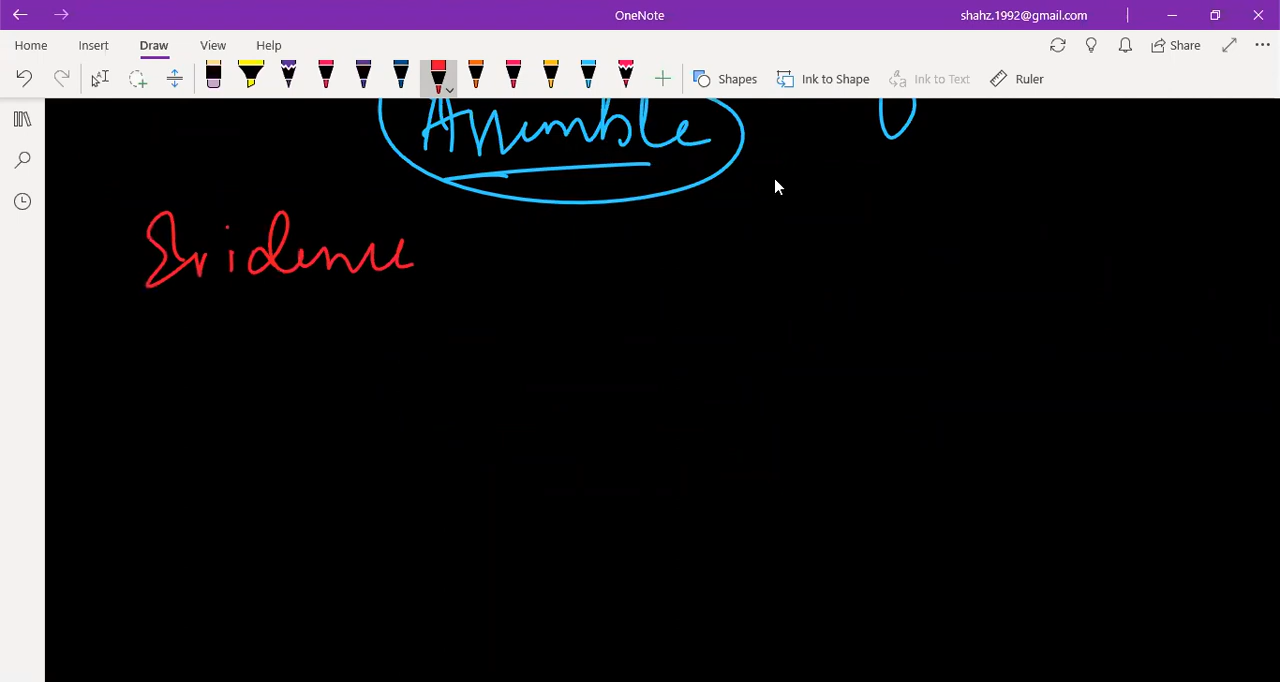 OneNote
shahz.1992@gmail.com
Home Insert Draw View Help
Share
Shapes Ink to Shape Ink to Text Ruler
Assemble
Evidence